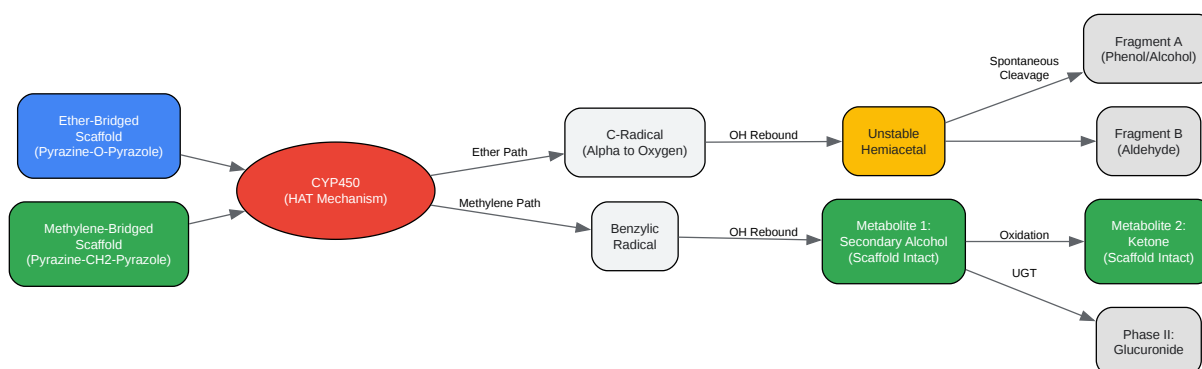 Ether-Bridged
Scaffold
(Pyrazine-O-Pyrazole)
Methylene-Bridged
Scaffold
(Pyrazine-CH2-Pyrazole)
CYP450
(HAT Mechanism)
Ether Path
Methylene Path
C-Radical
(Alpha to Oxygen)
Benzylic
Radical
OH Rebound
OH Rebound
Unstable
Hemiacetal
Metabolite 1:
Secondary Alcohol
(Scaffold Intact)
Spontaneous
Cleavage
Oxidation
UGT
Fragment A
(Phenol/Alcohol)
Fragment B
(Aldehyde)
Metabolite 2:
Ketone
(Scaffold Intact)
Phase II:
Glucuronide